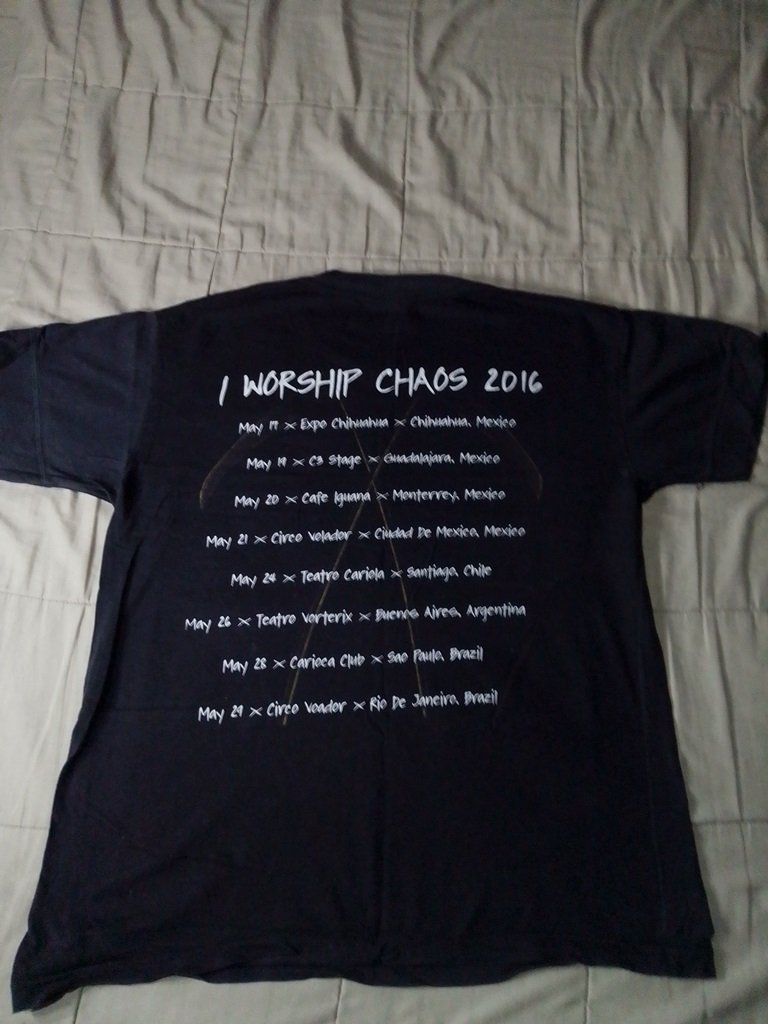 I WORSHIP CHAOS 2016
May 17 x Expo Chihuahua x Chihuahua, Mexico
May 19 x C3 Stage x Guadalajara, Mexico
May 20 x Cafe Iguana x Monterrey, Mexico
May 21 x Circo Volador x Ciudad De Mexico, Mexico
May 24 x Teatro Cariola x Santiago, Chile
May 26 x Teatro Vorterix x Buenos Aires, Argentina
May 28 x Carioca Club x Sao Paulo, Brazil
May 29 x Circo Voador x Rio De Janeiro, Brazil